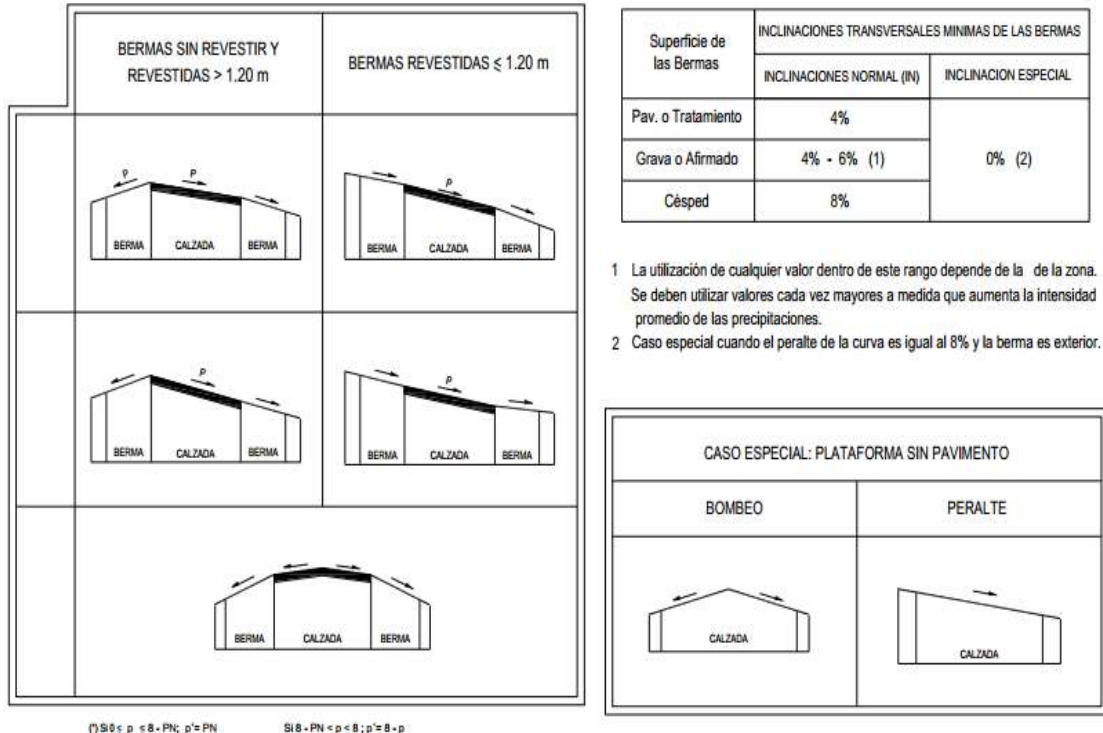 BERMAS SIN REVESTIR Y
REVESTIDAS > 1.20 m
BERMAS REVESTIDAS ≤ 1.20 m
P
P
BERMA
CALZADA
BERMA
P
BERMA
CALZADA
BERMA
P
BERMA
CALZADA
BERMA
P
BERMA
CALZADA
BERMA
BERMA
CALZADA
BERMA
(*) Si 0 ≤ p ≤ 8 - PN; p'= PN
Si 8 - PN < p < 8 ; p'= 8 - p
Superficie de
las Bermas
INCLINACIONES TRANSVERSALES MINIMAS DE LAS BERMAS
INCLINACIONES NORMAL (IN)
INCLINACION ESPECIAL
Pav. o Tratamiento
4%
Grava o Afirmado
4% - 6% (1)
0% (2)
Césped
8%
1 La utilización de cualquier valor dentro de este rango depende de la de la zona.
Se deben utilizar valores cada vez mayores a medida que aumenta la intensidad
promedio de las precipitaciones.
2 Caso especial cuando el peralte de la curva es igual al 8% y la berma es exterior.
CASO ESPECIAL: PLATAFORMA SIN PAVIMENTO
BOMBEO
PERALTE
CALZADA
CALZADA